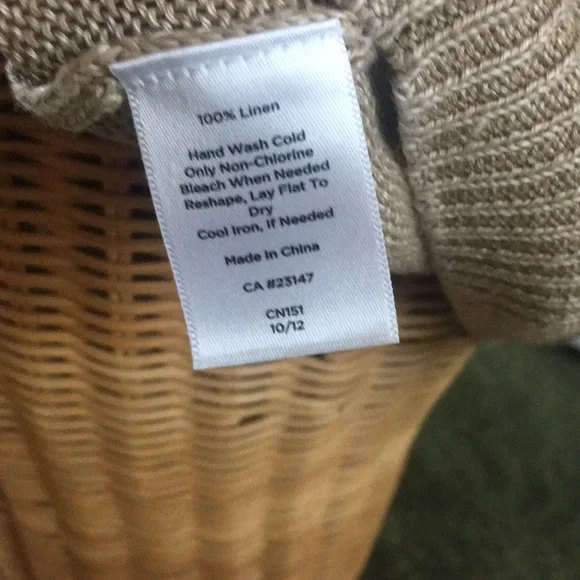 100% Linen
Hand Wash Cold
Only Non-Chlorine
Bleach When Needed
Reshape, Lay Flat To
Dry
Cool Iron, If Needed
Made In China
CA #23147
CN151
10/12